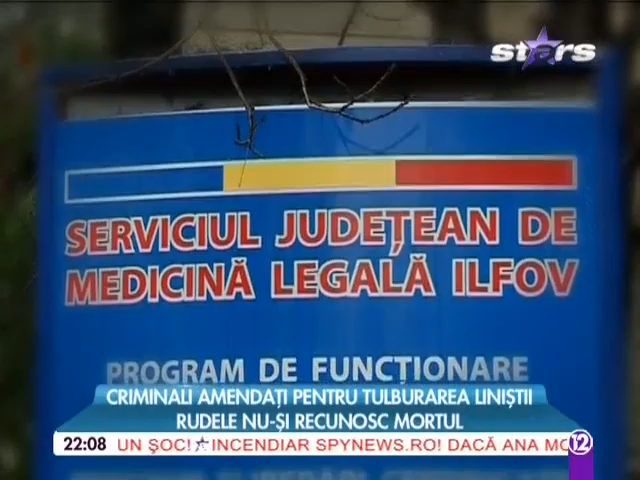 stars
SERVICIUL JUDEȚEAN DE
MEDICINĂ LEGALĂ ILFOV
PROGRAM DE FUNCȚIONARE
CRIMINALI AMENDAȚI PENTRU TULBURAREA LINIȘTII
RUDELE NU-ȘI RECUNOSC MORTUL
22:08 UN ȘOC! INCENDIAR SPYNEWS.RO! DACĂ ANA MO 12